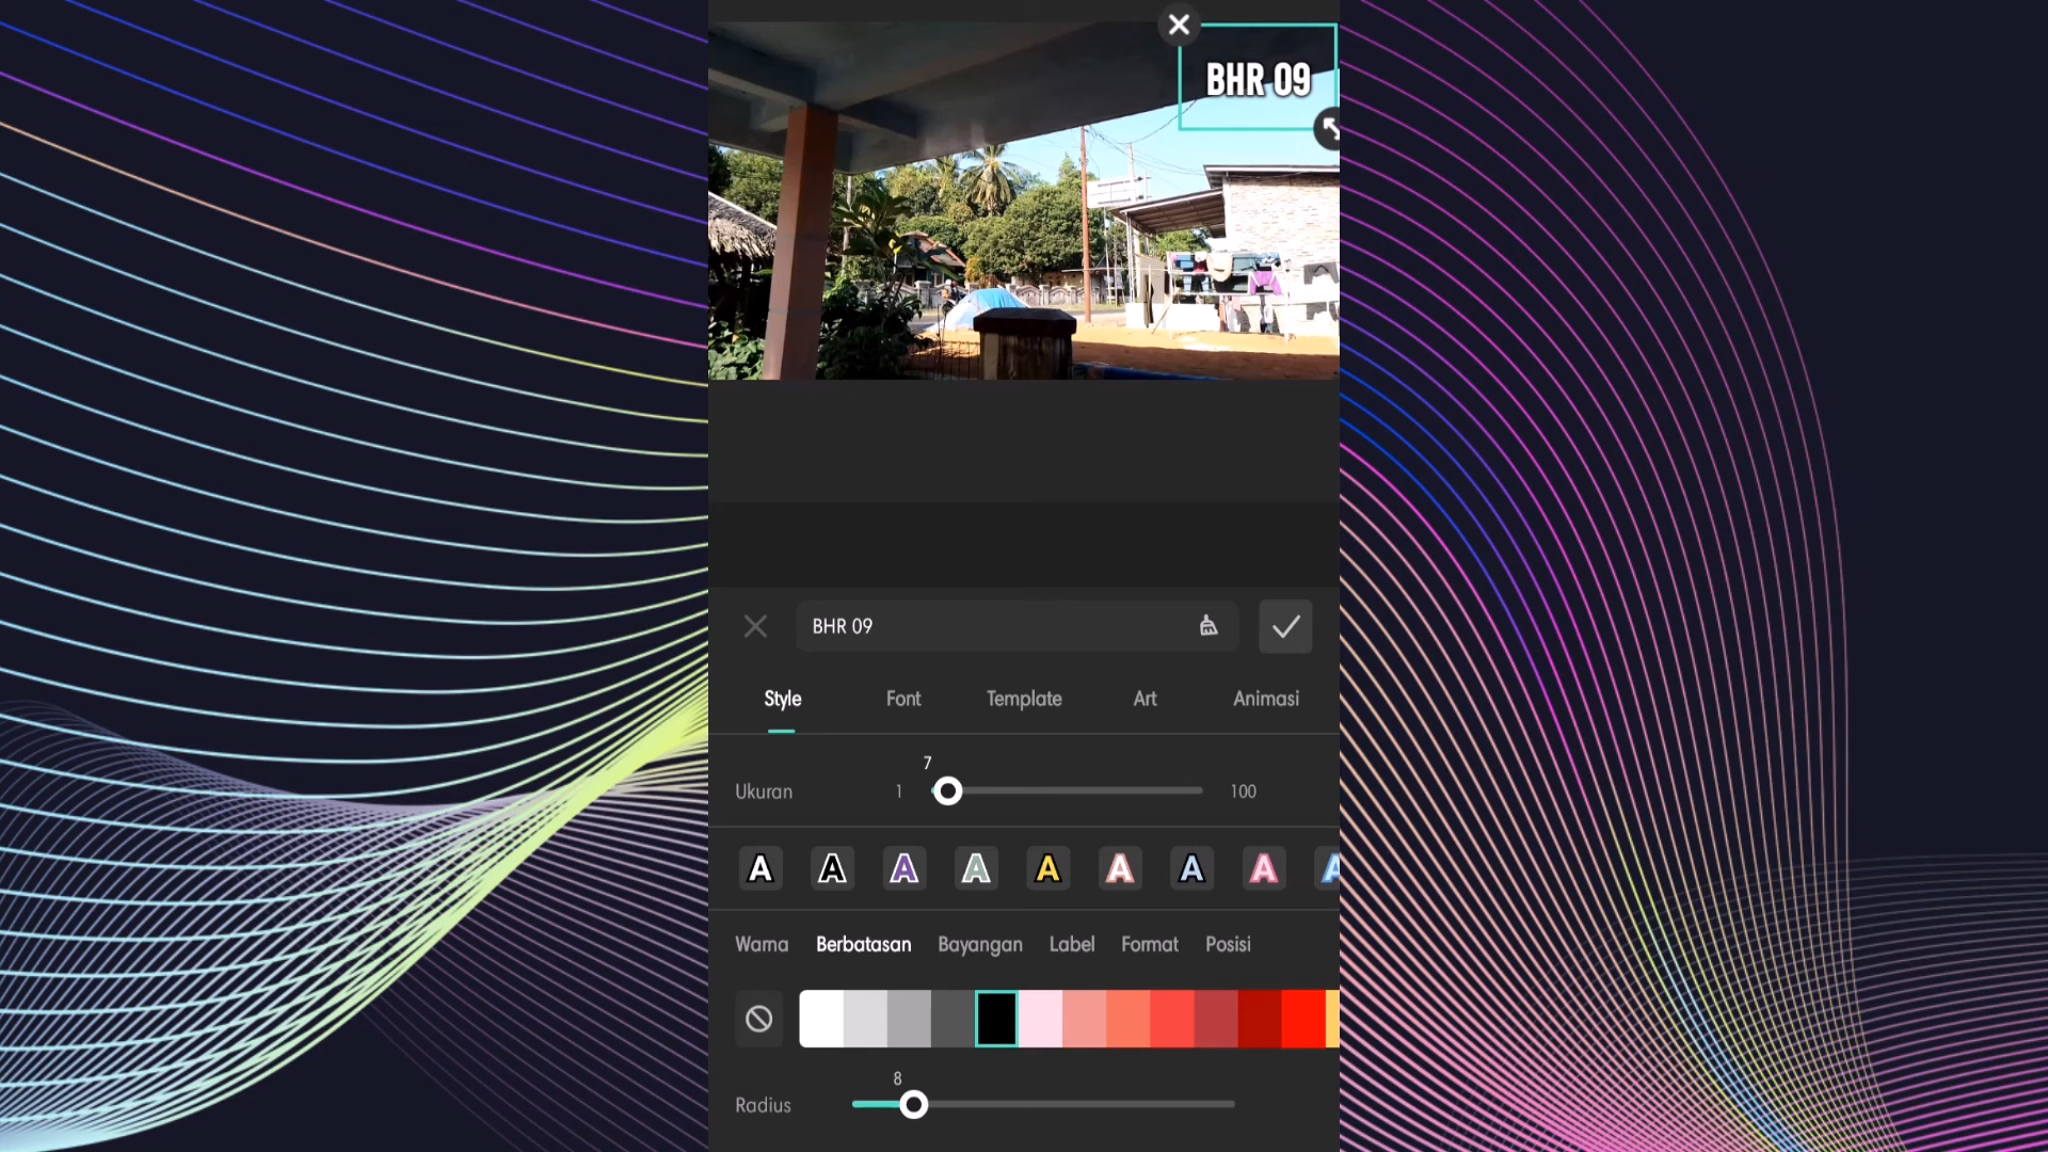 BHR 09
BHR 09
Style Font Template Art Animasi
7
Ukuran 1 100
A A A A A A A A A
Warna Berbatasan Bayangan Label Format Posisi
8
Radius